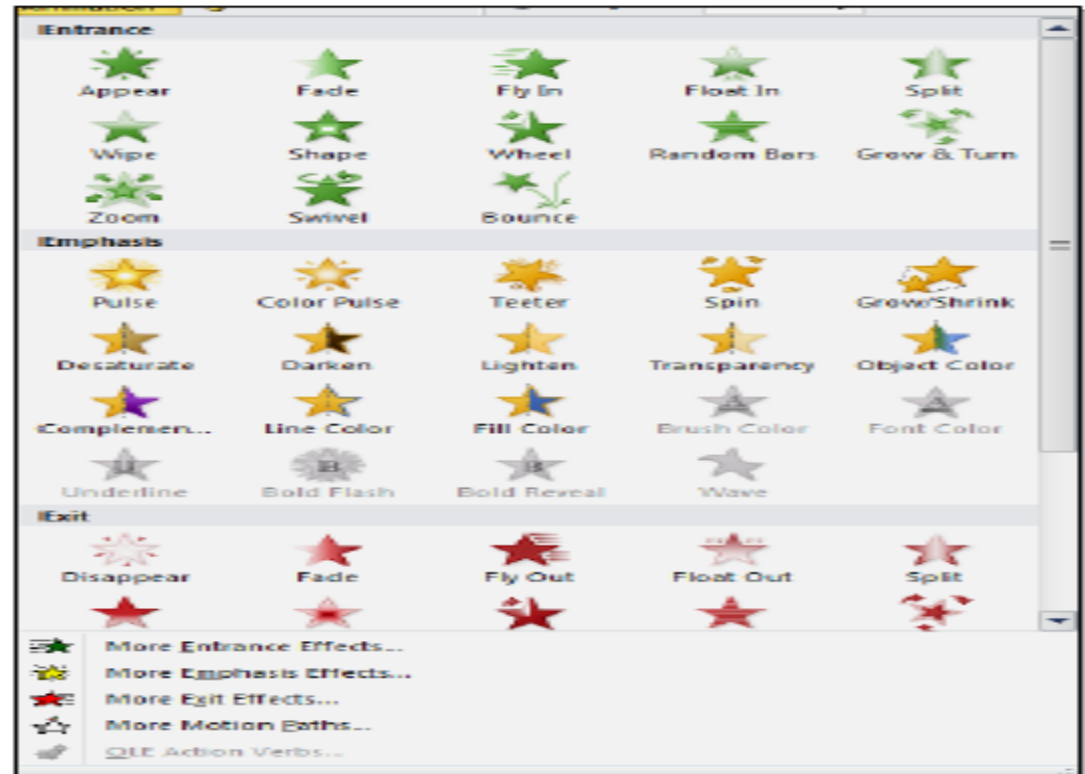 Entrance
Appear Fade Fly In Float In Split
Wipe Shape Wheel Random Bars Grow & Turn
Zoom Swivel Bounce
Emphasis
Pulse Color Pulse Teeter Spin Grow/Shrink
Desaturate Darken Lighten Transparency Object Color
Complemen... Line Color Fill Color Brush Color Font Color
Underline Bold Flash Bold Reveal Wave
Exit
Disappear Fade Fly Out Float Out Split
More Entrance Effects...
More Emphasis Effects...
More Exit Effects...
More Motion Paths...
OLE Action Verbs...